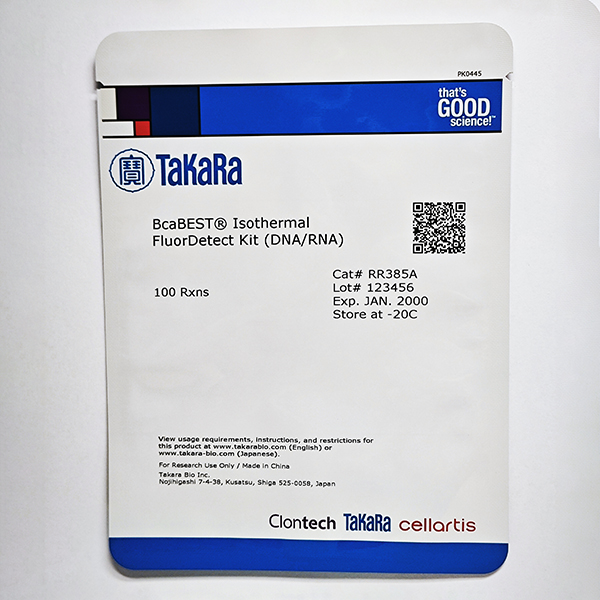 PK0445
that's
GOOD
science!™
寶 TaKaRa
BcaBEST® Isothermal
FluorDetect Kit (DNA/RNA)
100 Rxns
Cat# RR385A
Lot# 123456
Exp. JAN. 2000
Store at -20C
View usage requirements, instructions, and restrictions for
this product at www.takarabio.com (English) or
www.takara-bio.com (Japanese).
For Research Use Only / Made in China
Takara Bio Inc.
Nojihigashi 7-4-38, Kusatsu, Shiga 525-0058, Japan
Clontech TaKaRa cellartis